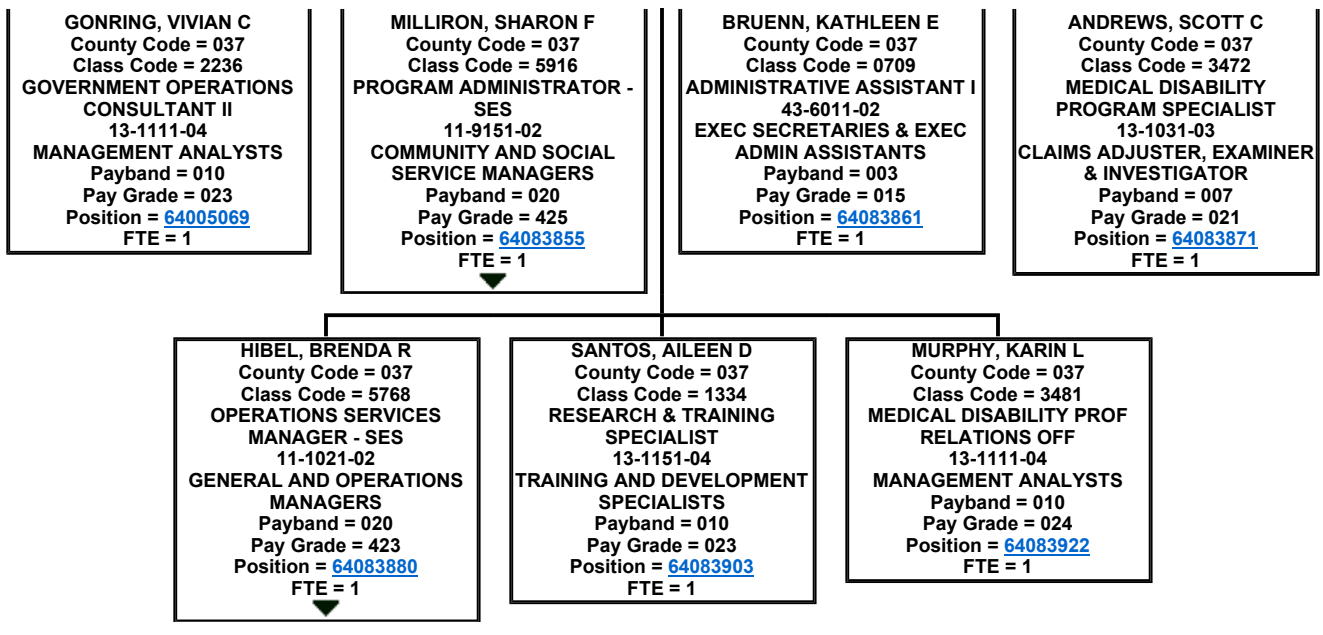 GONRING, VIVIAN C
County Code = 037
Class Code = 2236
GOVERNMENT OPERATIONS
CONSULTANT II
13-1111-04
MANAGEMENT ANALYSTS
Payband = 010
Pay Grade = 023
Position = 64005069
FTE = 1
MILLIRON, SHARON F
County Code = 037
Class Code = 5916
PROGRAM ADMINISTRATOR -
SES
11-9151-02
COMMUNITY AND SOCIAL
SERVICE MANAGERS
Payband = 020
Pay Grade = 425
Position = 64083855
FTE = 1
BRUENN, KATHLEEN E
County Code = 037
Class Code = 0709
ADMINISTRATIVE ASSISTANT I
43-6011-02
EXEC SECRETARIES & EXEC
ADMIN ASSISTANTS
Payband = 003
Pay Grade = 015
Position = 64083861
FTE = 1
ANDREWS, SCOTT C
County Code = 037
Class Code = 3472
MEDICAL DISABILITY
PROGRAM SPECIALIST
13-1031-03
CLAIMS ADJUSTER, EXAMINER
& INVESTIGATOR
Payband = 007
Pay Grade = 021
Position = 64083871
FTE = 1
HIBEL, BRENDA R
County Code = 037
Class Code = 5768
OPERATIONS SERVICES
MANAGER - SES
11-1021-02
GENERAL AND OPERATIONS
MANAGERS
Payband = 020
Pay Grade = 423
Position = 64083880
FTE = 1
SANTOS, AILEEN D
County Code = 037
Class Code = 1334
RESEARCH & TRAINING
SPECIALIST
13-1151-04
TRAINING AND DEVELOPMENT
SPECIALISTS
Payband = 010
Pay Grade = 023
Position = 64083903
FTE = 1
MURPHY, KARIN L
County Code = 037
Class Code = 3481
MEDICAL DISABILITY PROF
RELATIONS OFF
13-1111-04
MANAGEMENT ANALYSTS
Payband = 010
Pay Grade = 024
Position = 64083922
FTE = 1